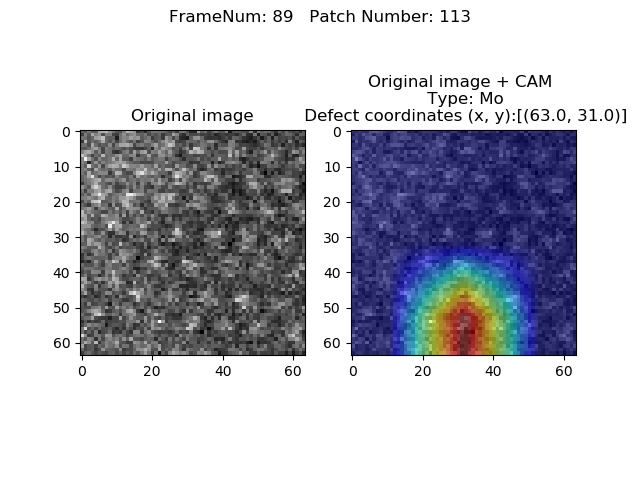 FrameNum: 89   Patch Number: 113
Original image
Original image + CAM
Type: Mo
Defect coordinates (x, y):[(63.0, 31.0)]
0
10
20
30
40
50
60
0 20 40 60
0
10
20
30
40
50
60
0 20 40 60